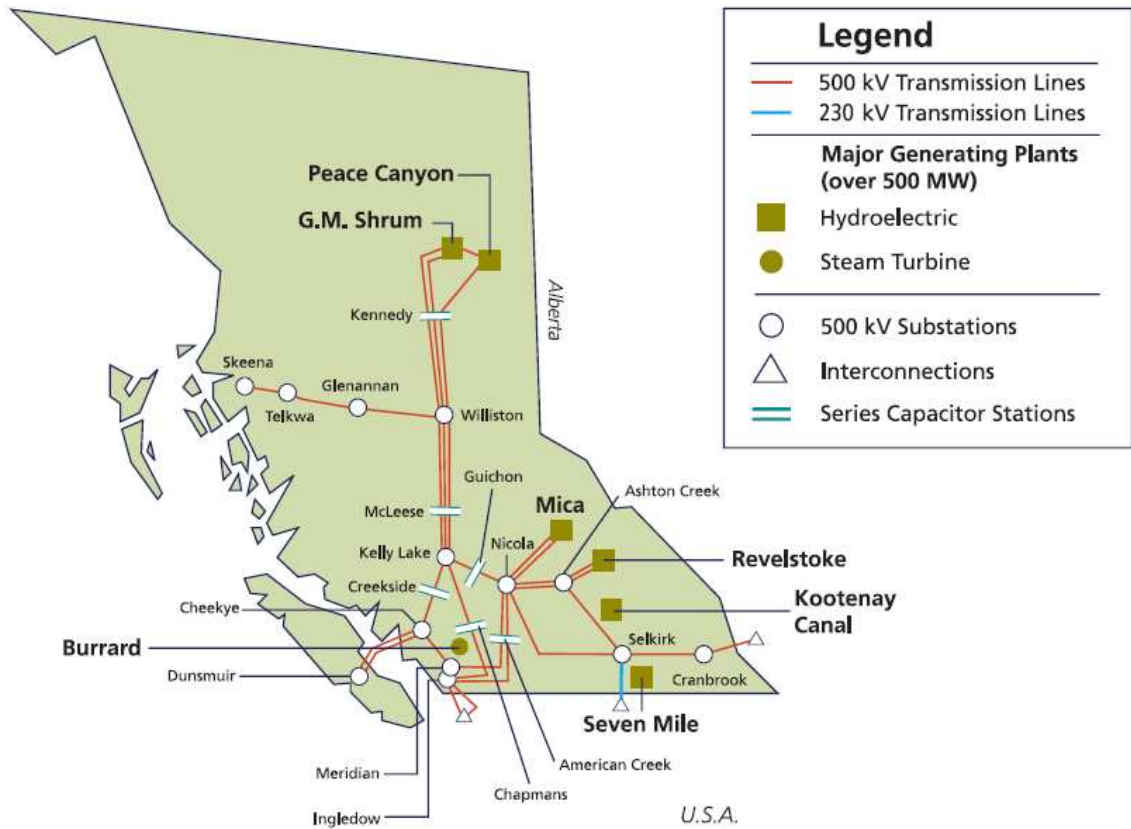 Legend
500 kV Transmission Lines
230 kV Transmission Lines
Major Generating Plants
(over 500 MW)
Hydroelectric
Steam Turbine
500 kV Substations
Interconnections
Series Capacitor Stations
Peace Canyon
G.M. Shrum
Alberta
Kennedy
Skeena
Glenannan
Telkwa
Williston
Guichon
Ashton Creek
McLeese
Mica
Nicola
Kelly Lake
Revelstoke
Creekside
Cheekye
Kootenay
Canal
Burrard
Selkirk
Dunsmuir
Cranbrook
Seven Mile
American Creek
Meridian
Chapmans
Ingledow
U.S.A.